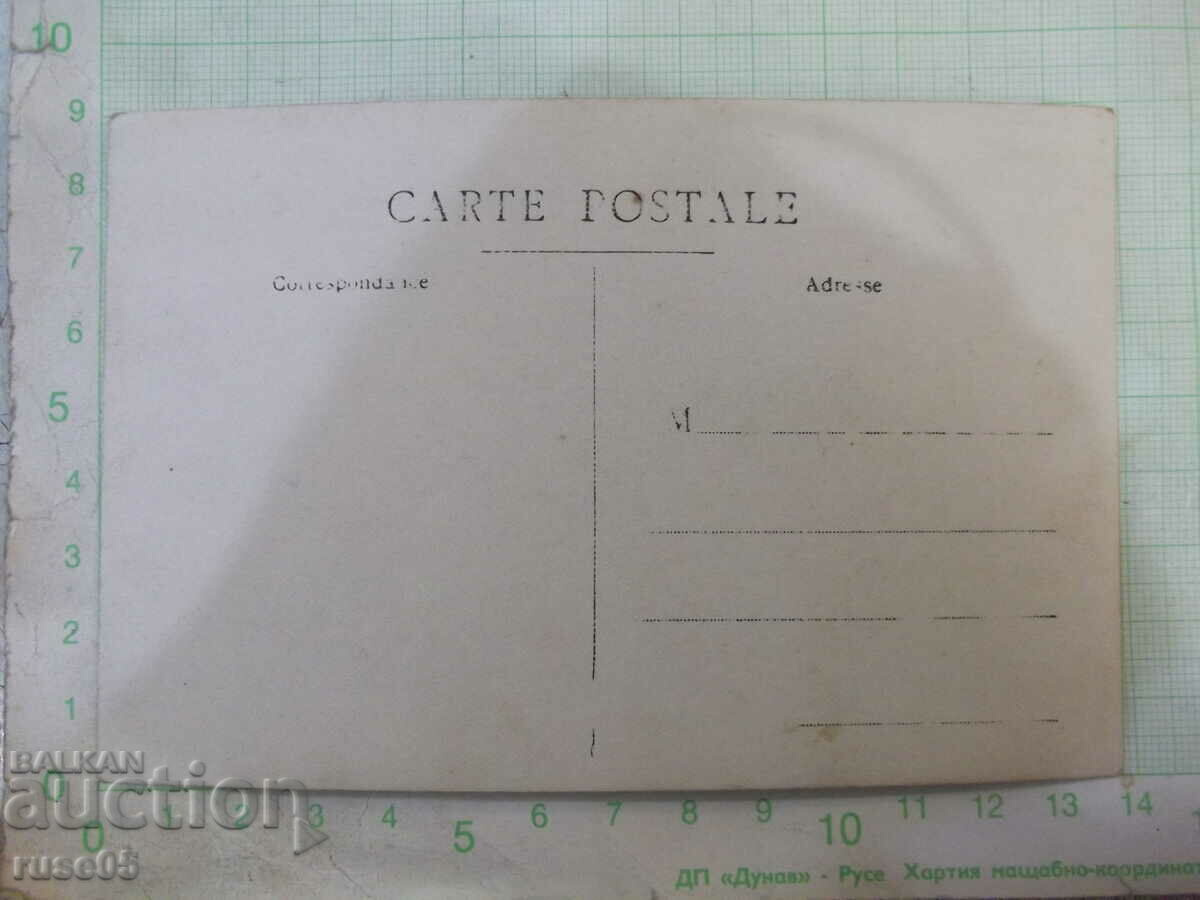 10
9
8
7
6
5
4
3
2
1
0
CARTE POSTALE
Correspondance
Adresse
M
0 1 2 3 4 5 6 7 8 9 10 11 12 13 14 1
ДП «Дунав» - Русе Хартия мащабно-координат
BALKAN
auction
ruse05